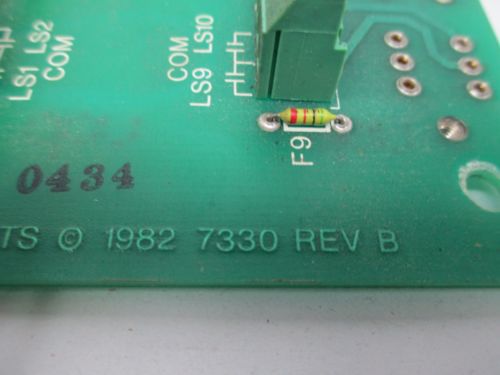 LS1 LS2
COM
COM
LS9 LS10
F9
0434
TS © 1982 7330 REV B